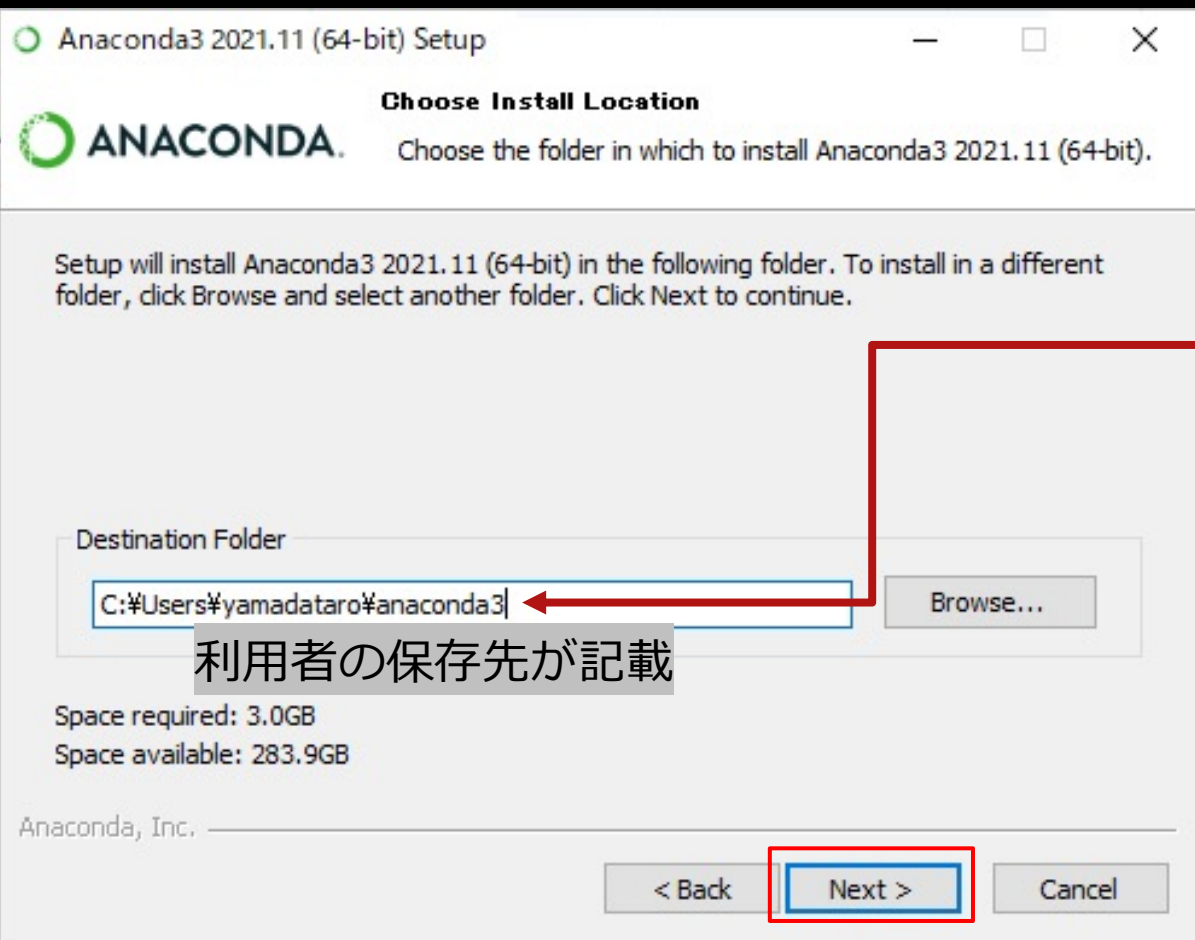 Anaconda3 2021.11 (64-bit) Setup
Choose Install Location
ANACONDA.
Choose the folder in which to install Anaconda3 2021.11 (64-bit).
Setup will install Anaconda3 2021.11 (64-bit) in the following folder. To install in a different
folder, click Browse and select another folder. Click Next to continue.
Destination Folder
C:¥Users¥yamadataro¥anaconda3
Browse...
利用者の保存先が記載
Space required: 3.0GB
Space available: 283.9GB
Anaconda, Inc.
< Back
Next >
Cancel